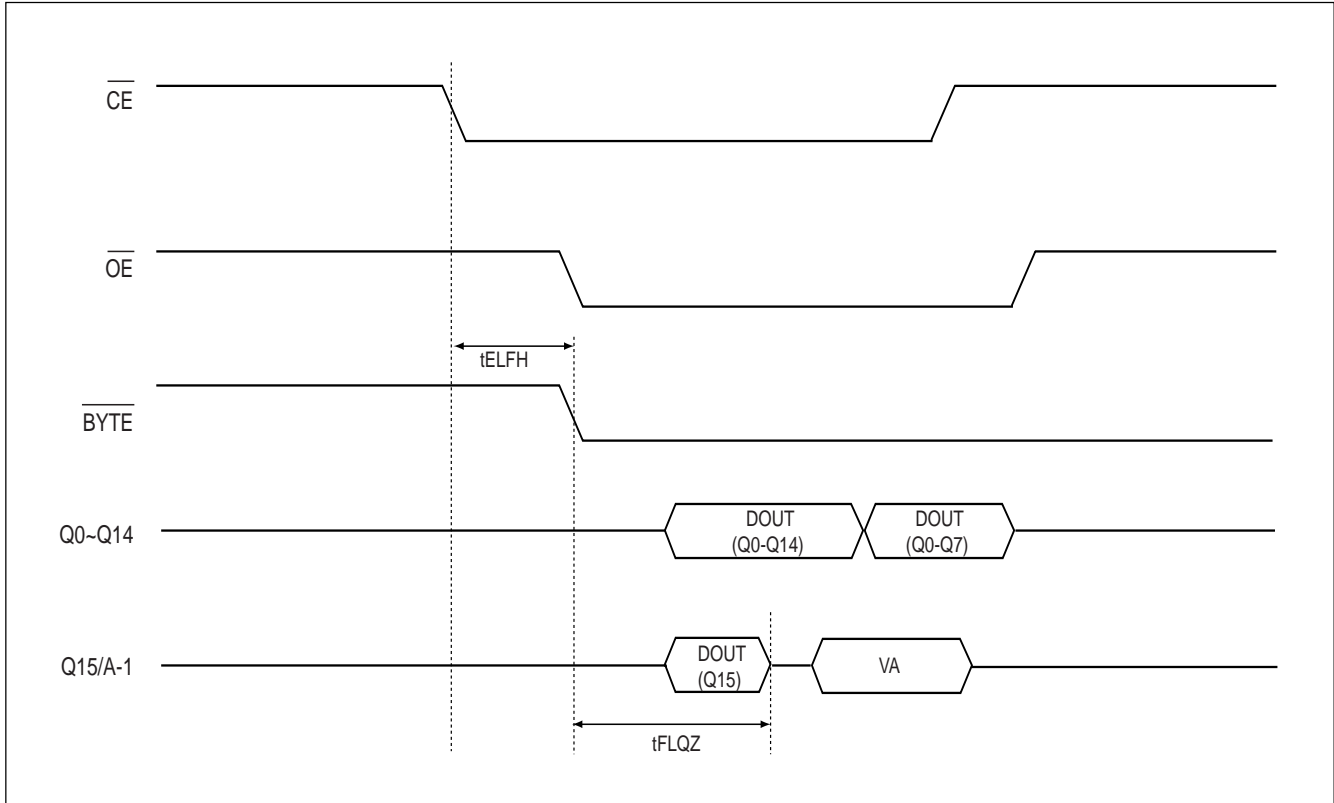 CE
OE
tELFH
BYTE
Q0~Q14
DOUT
(Q0-Q14)
DOUT
(Q0-Q7)
Q15/A-1
DOUT
(Q15)
VA
tFLQZ